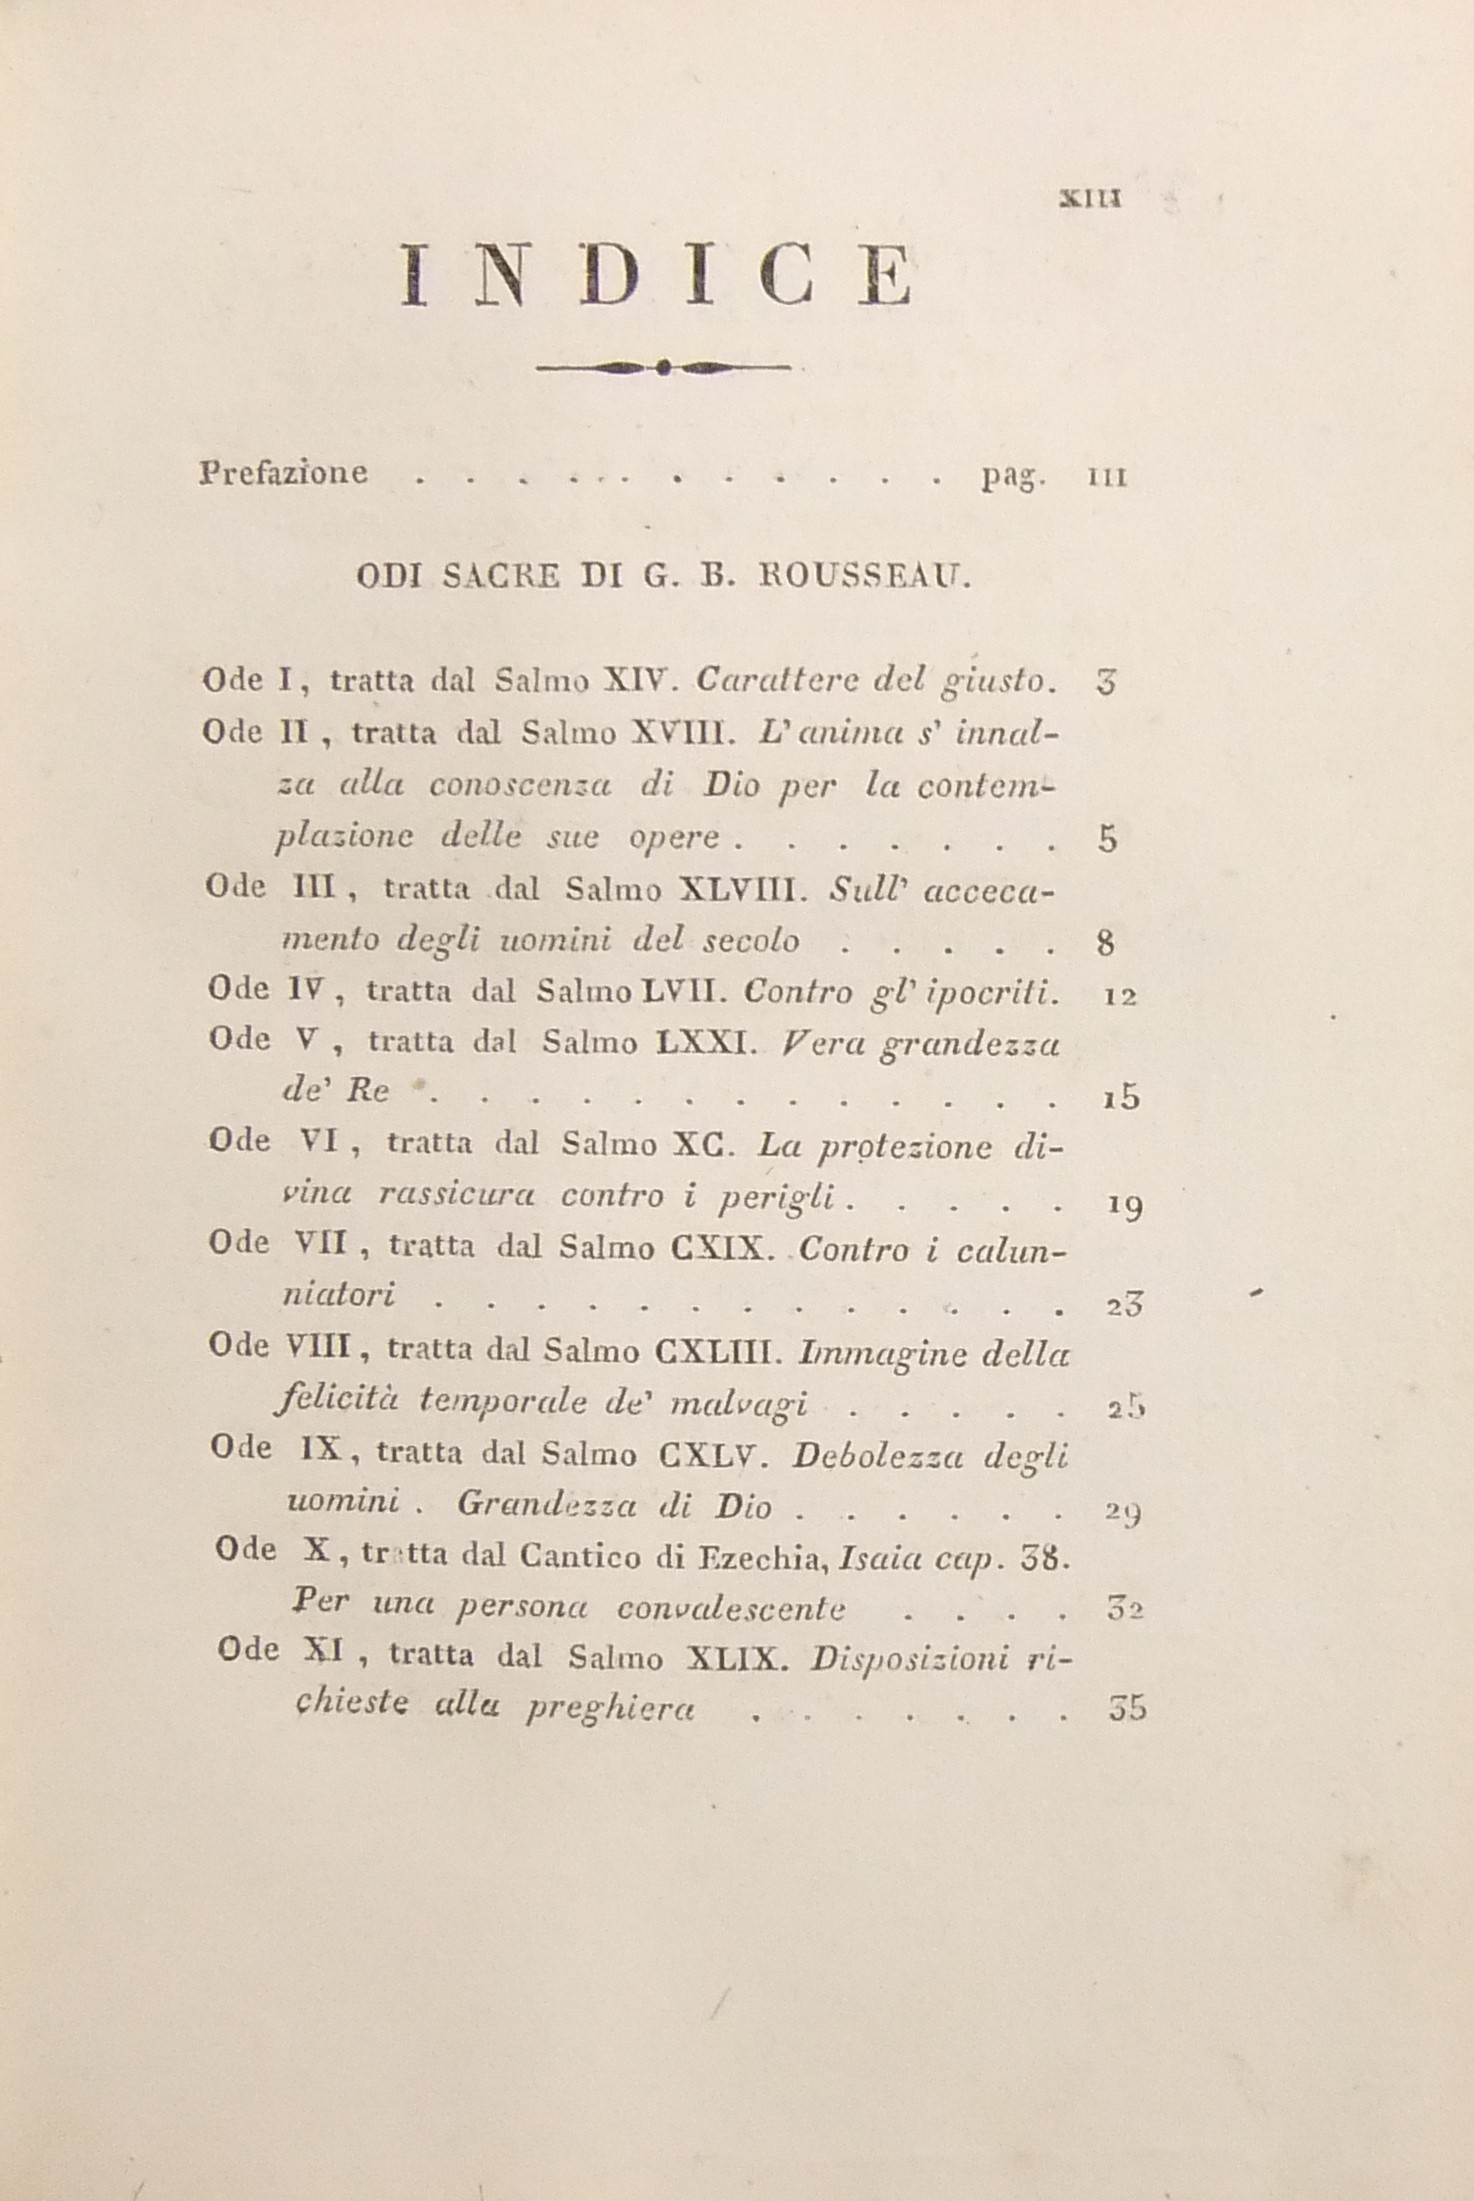 XIII
INDICE
Prefazione . . . . . . . . . . . pag. III
ODI SACRE DI G. B. ROUSSEAU.
Ode I, tratta dal Salmo XIV. Carattere del giusto. 3
Ode II, tratta dal Salmo XVIII. L' anima s' innal-
za alla conoscenza di Dio per la contem-
plazione delle sue opere . . . . . . . 5
Ode III, tratta dal Salmo XLVIII. Sull' acceca-
mento degli uomini del secolo . . . . . 8
Ode IV, tratta dal Salmo LVII. Contro gl' ipocriti. 12
Ode V, tratta dal Salmo LXXI. Vera grandezza
de' Re . . . . . . . . . . . . . 15
Ode VI, tratta dal Salmo XC. La protezione di-
vina rassicura contro i perigli . . . . . 19
Ode VII, tratta dal Salmo CXIX. Contro i calun-
niatori . . . . . . . . . . . . . 23
Ode VIII, tratta dal Salmo CXLIII. Immagine della
felicità temporale de' malvagi . . . . . 25
Ode IX, tratta dal Salmo CXLV. Debolezza degli
uomini. Grandezza di Dio . . . . . . 29
Ode X, tratta dal Cantico di Ezechia, Isaia cap. 38.
Per una persona convalescente . . . . 32
Ode XI, tratta dal Salmo XLIX. Disposizioni ri-
chieste alla preghiera . . . . . . . 35